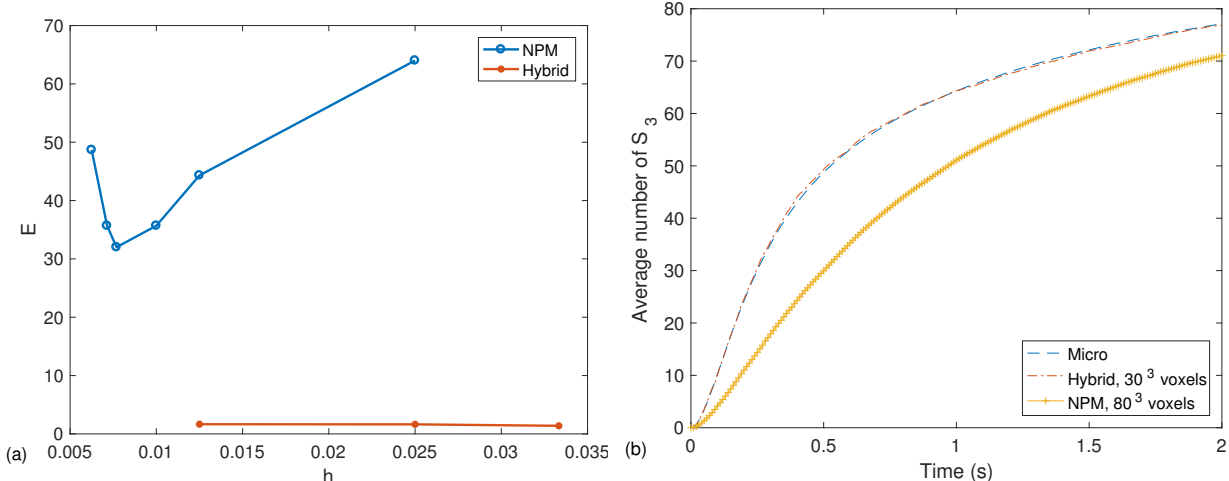 70
60
50
40
30
20
10
0
E
0.005
0.01
0.015
0.02
0.025
0.03
0.035
h
NPM
Hybrid
(a)
80
70
60
50
40
30
20
10
0
Average number of S 3
0
0.5
1
1.5
2
Time (s)
Micro
Hybrid, 30 3 voxels
NPM, 80 3 voxels
(b)